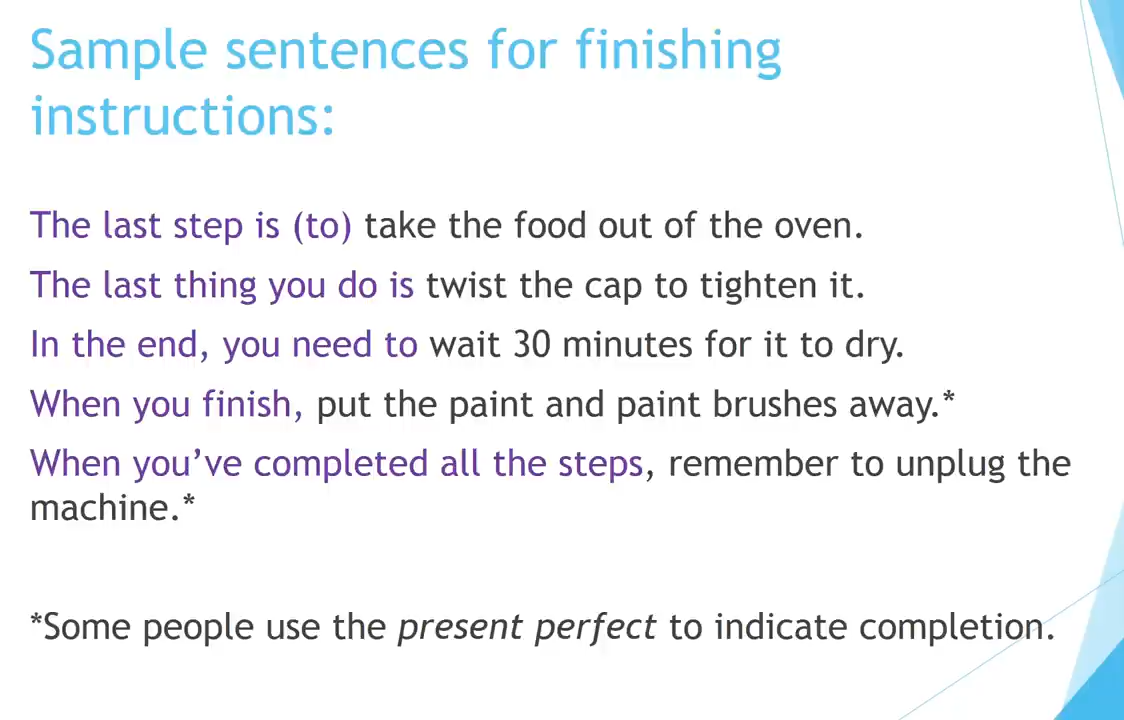 Sample sentences for finishing
instructions:
The last step is (to) take the food out of the oven.
The last thing you do is twist the cap to tighten it.
In the end, you need to wait 30 minutes for it to dry.
When you finish, put the paint and paint brushes away.*
When you’ve completed all the steps, remember to unplug the
machine.*
*Some people use the present perfect to indicate completion.